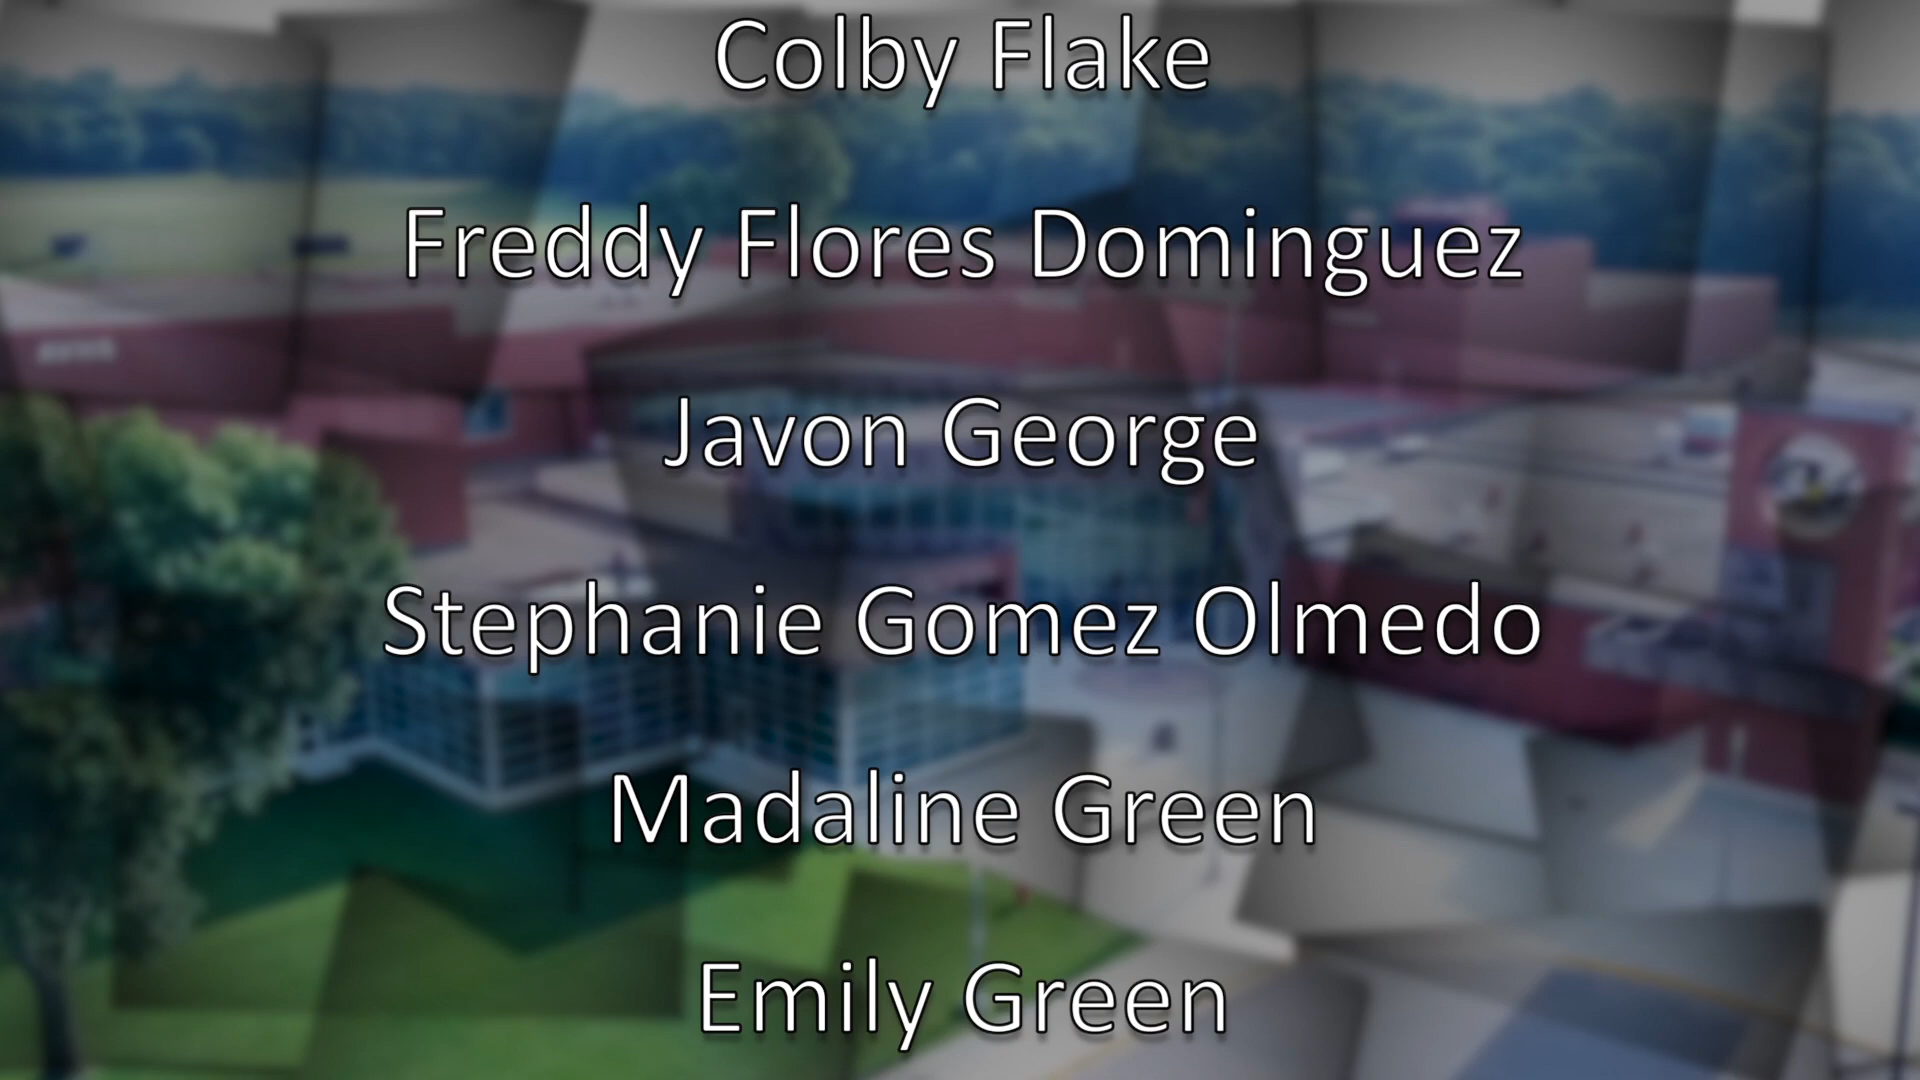 Colby Flake
Freddy Flores Dominguez
Javon George
Stephanie Gomez Olmedo
Madaline Green
Emily Green